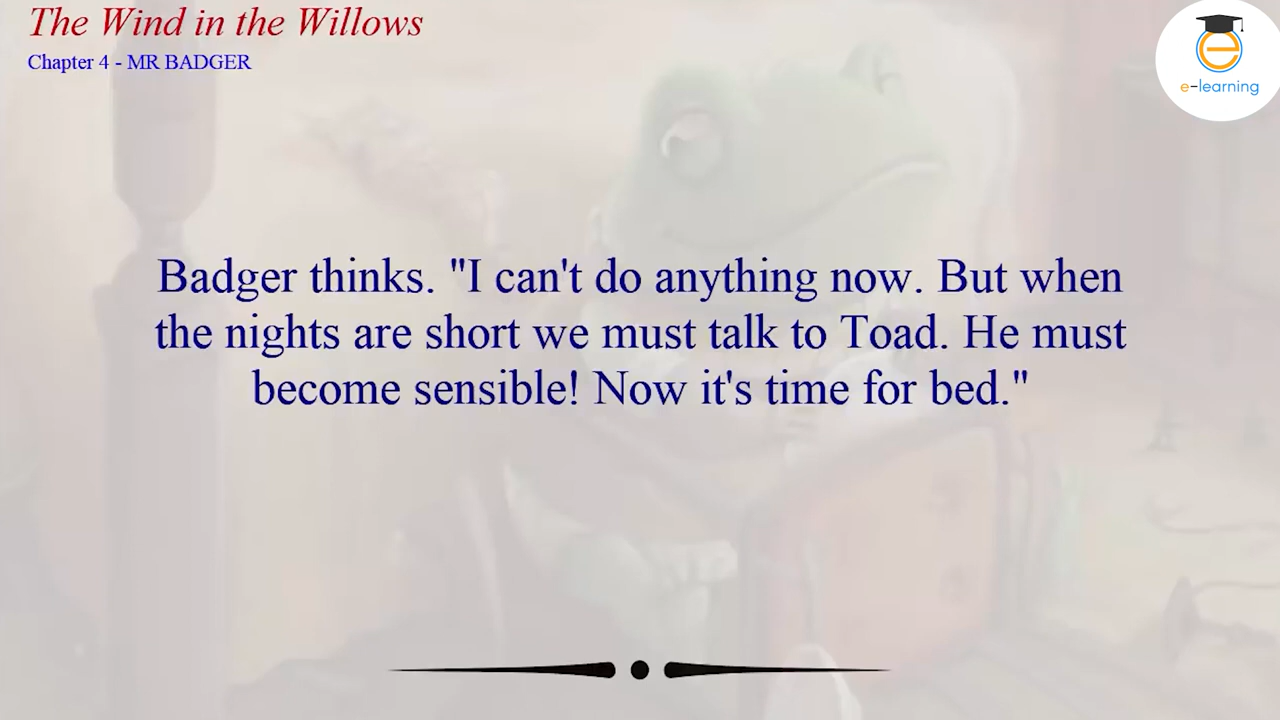 The Wind in the Willows
Chapter 4 - MR BADGER
e-learning
Badger thinks. "I can't do anything now. But when
the nights are short we must talk to Toad. He must
become sensible! Now it's time for bed."